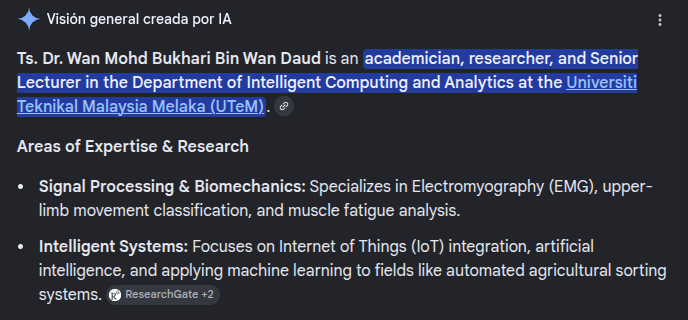 Visión general creada por IA
Ts. Dr. Wan Mohd Bukhari Bin Wan Daud is an academician, researcher, and Senior
Lecturer in the Department of Intelligent Computing and Analytics at the Universiti
Teknikal Malaysia Melaka (UTeM).
Areas of Expertise & Research
• Signal Processing & Biomechanics: Specializes in Electromyography (EMG), upper-
limb movement classification, and muscle fatigue analysis.
• Intelligent Systems: Focuses on Internet of Things (IoT) integration, artificial
intelligence, and applying machine learning to fields like automated agricultural sorting
systems. ResearchGate +2